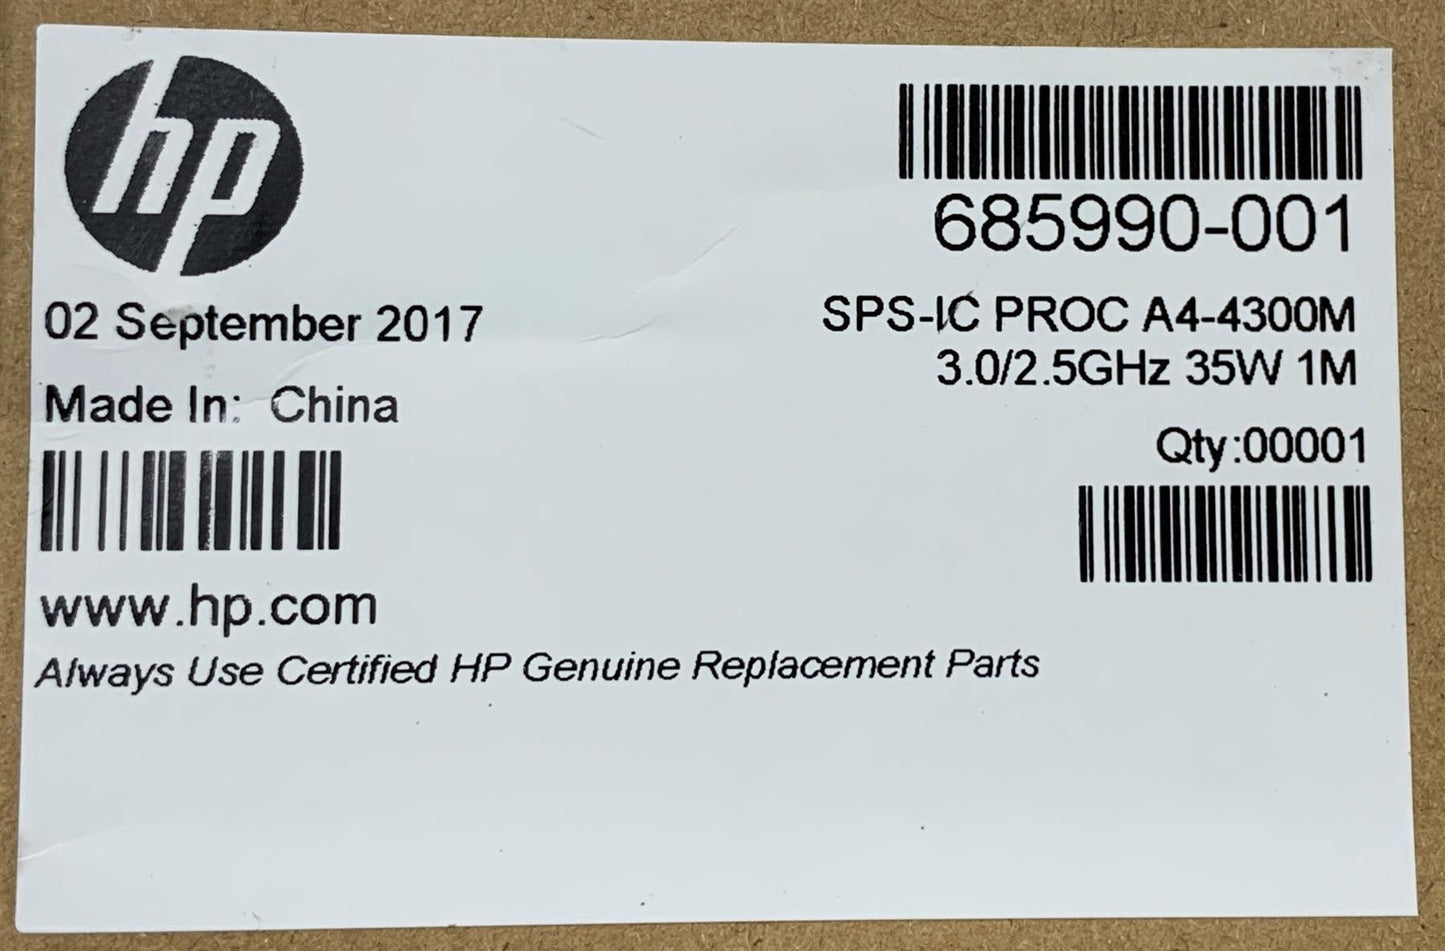 hp
685990-001
SPS-IC PROC A4-4300M
3.0/2.5GHz 35W 1M
Qty:00001
02 September 2017
Made In: China
www.hp.com
Always Use Certified HP Genuine Replacement Parts